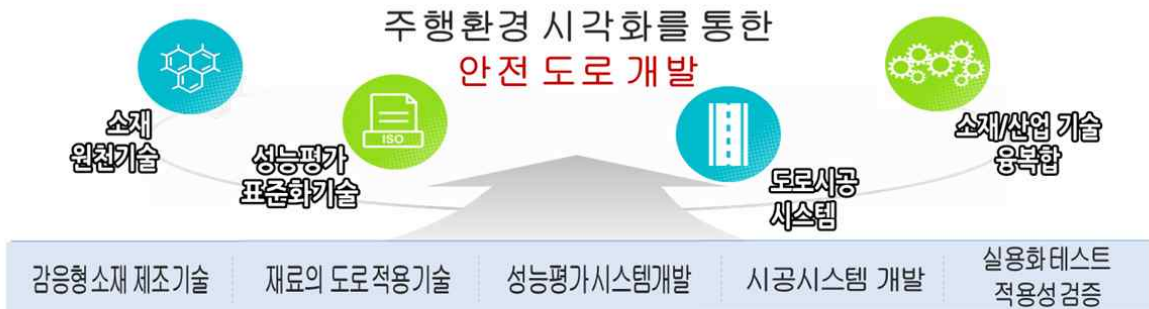 주행환경 시각화를 통한
안전 도로 개발
소재
원천기술
ISO
성능평가
표준화기술
도로시공
시스템
소재/산업 기술
융복합
감응형 소재 제조기술
재료의 도로 적용기술
성능평가시스템개발
시공시스템 개발
실용화 테스트
적용성 검증